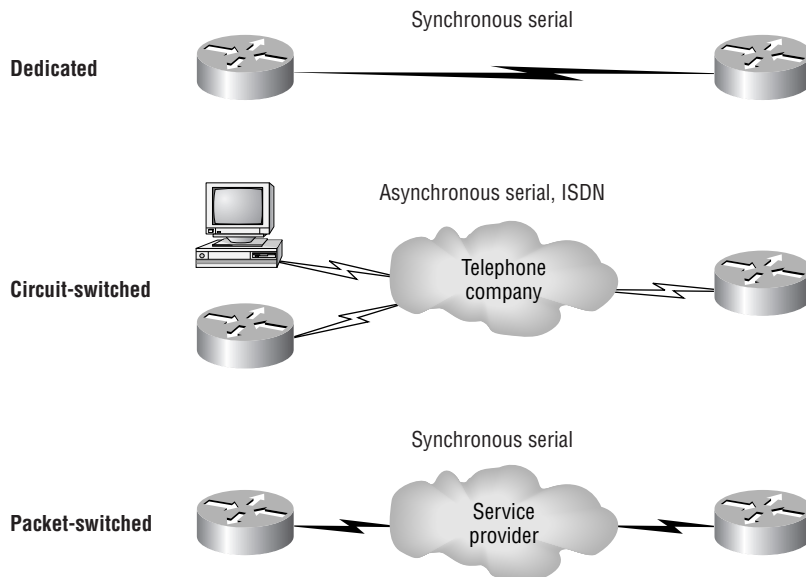 Synchronous serial
Dedicated
Asynchronous serial, ISDN
Telephone
company
Circuit-switched
Synchronous serial
Service
provider
Packet-switched